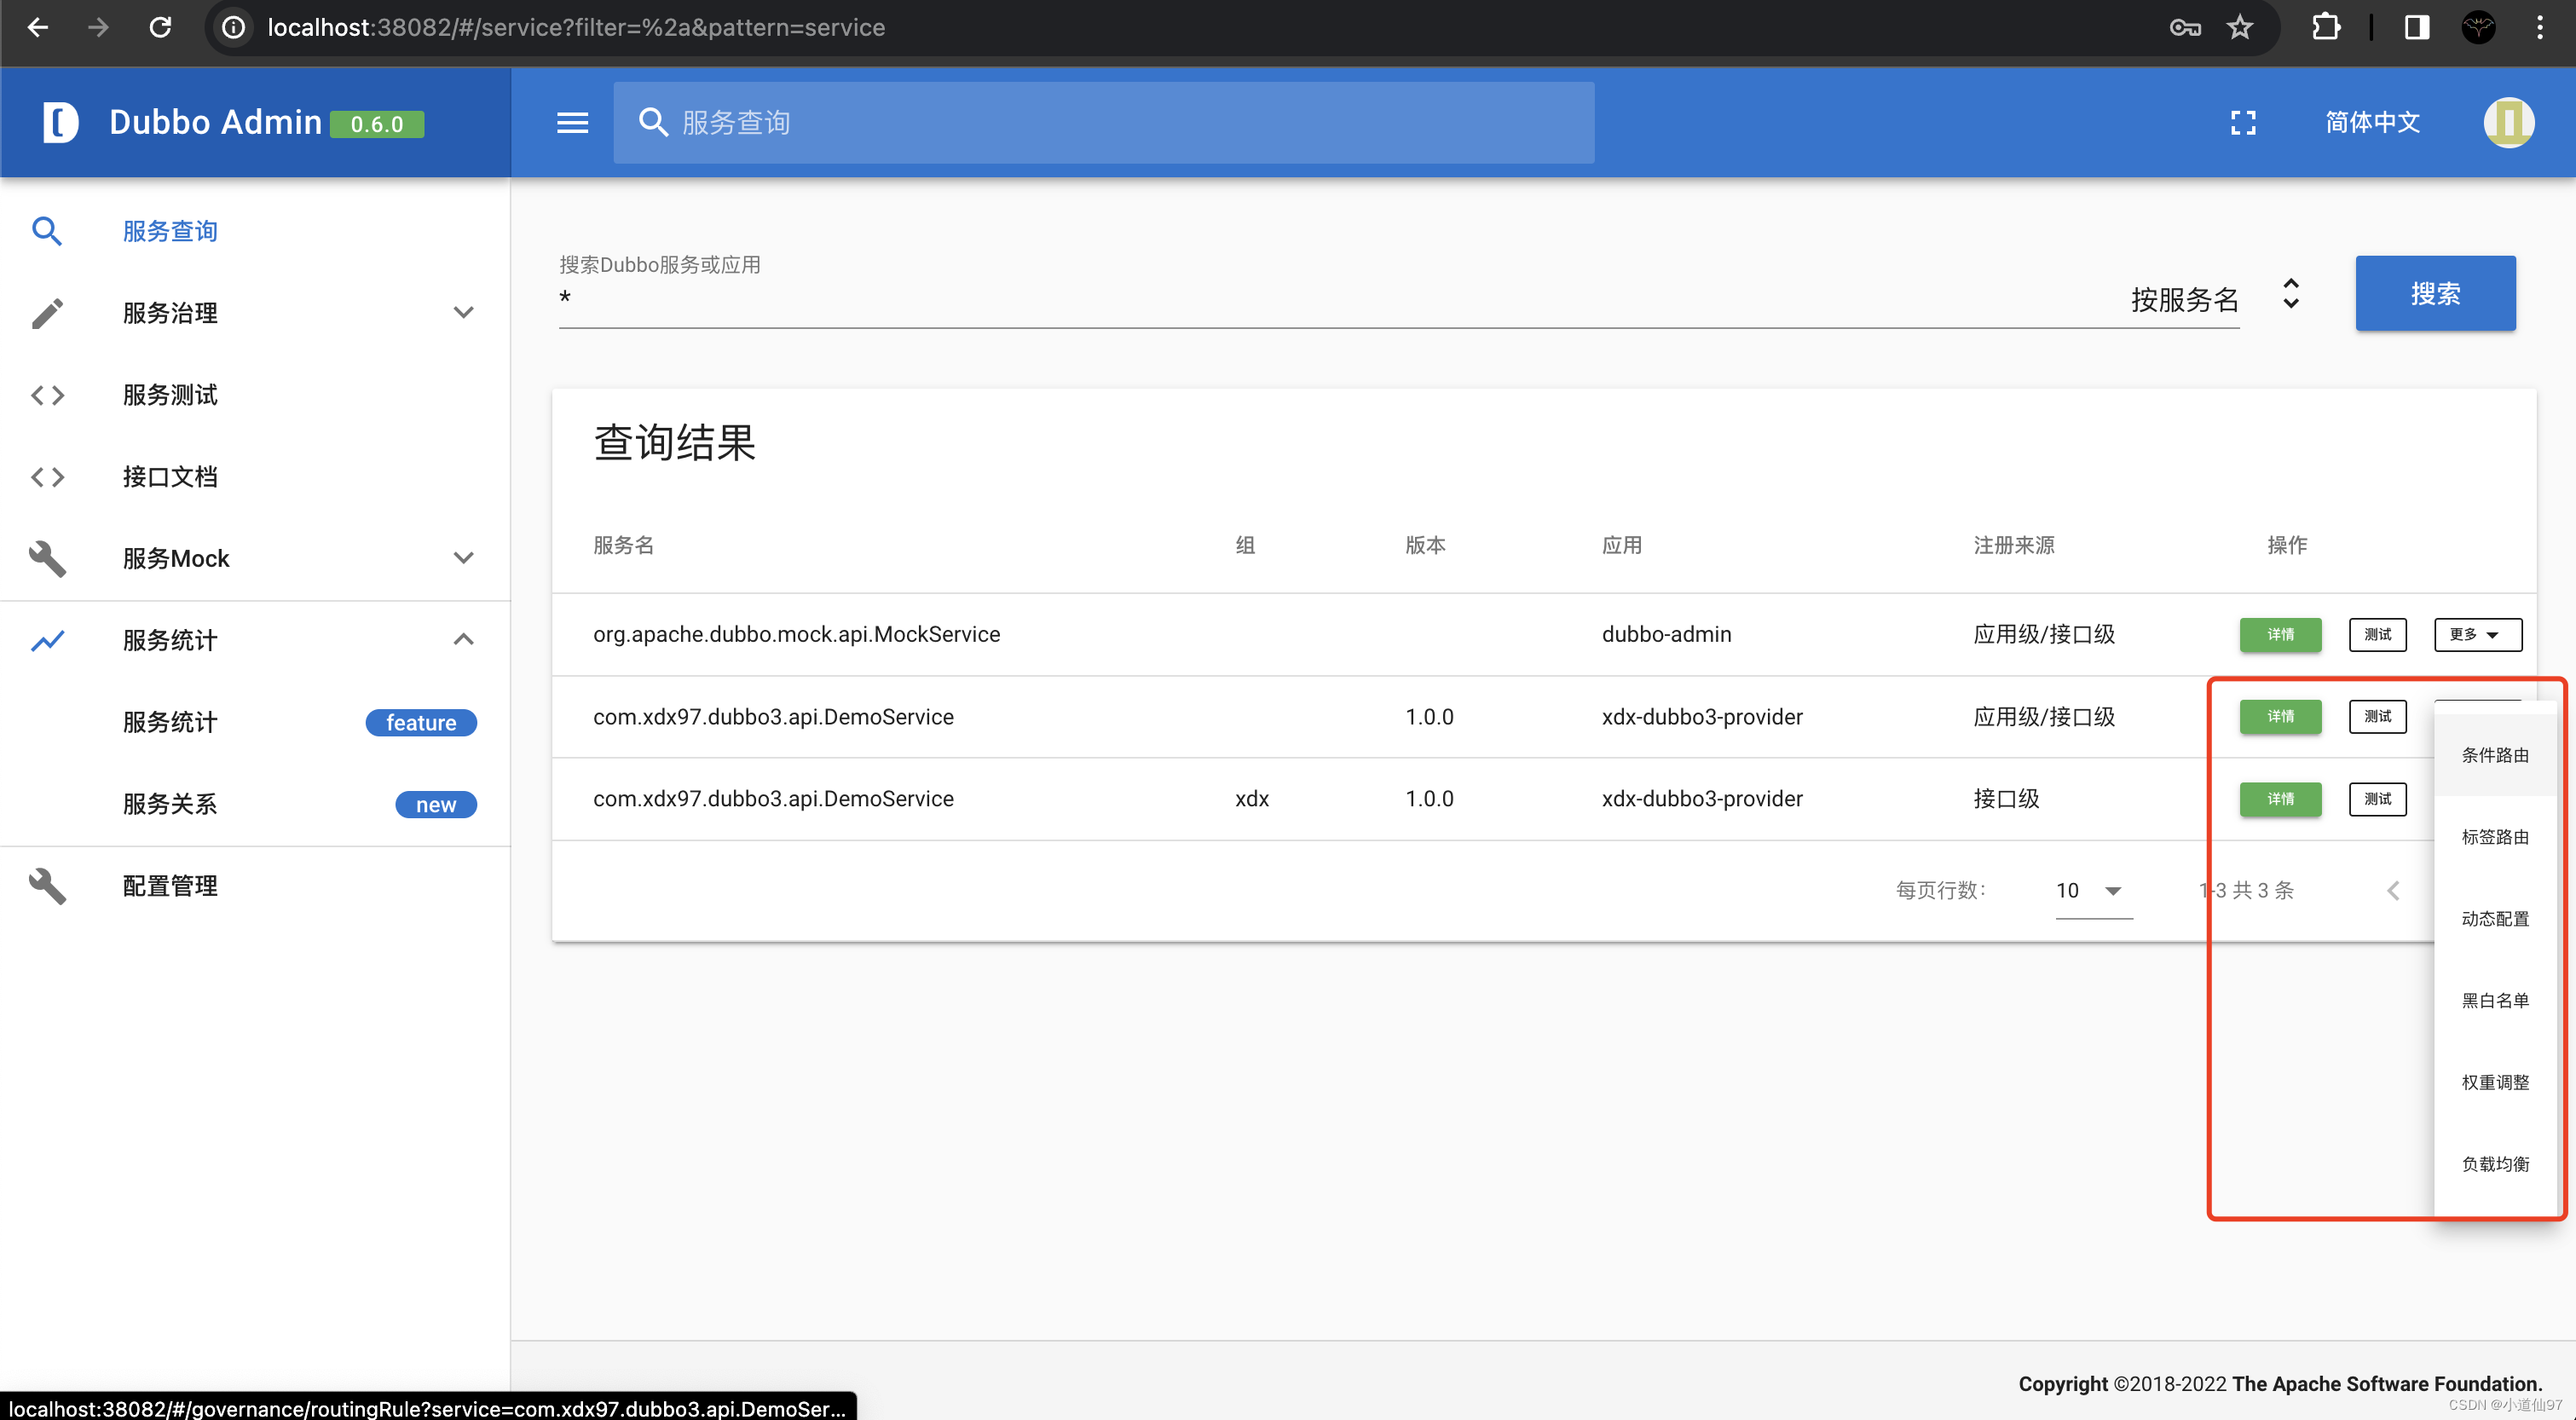 localhost:38082/#/service?filter=%2a&pattern=service
Dubbo Admin 0.6.0
服务查询
简体中文
服务查询
服务治理
服务测试
接口文档
服务Mock
服务统计
服务统计 feature
服务关系 new
配置管理
搜索Dubbo服务或应用
*
按服务名
搜索
查询结果
服务名 组 版本 应用 注册来源 操作
org.apache.dubbo.mock.api.MockService dubbo-admin 应用级/接口级 详情 测试 更多
com.xdx97.dubbo3.api.DemoService 1.0.0 xdx-dubbo3-provider 应用级/接口级 详情 测试
com.xdx97.dubbo3.api.DemoService xdx 1.0.0 xdx-dubbo3-provider 接口级 详情 测试
每页行数: 10 1-3 共 3 条
条件路由
标签路由
动态配置
黑白名单
权重调整
负载均衡
Copyright ©2018-2022 The Apache Software Foundation.
localhost:38082/#/governance/routingRule?service=com.xdx97.dubbo3.api.DemoSer...
CSDN @小道仙97